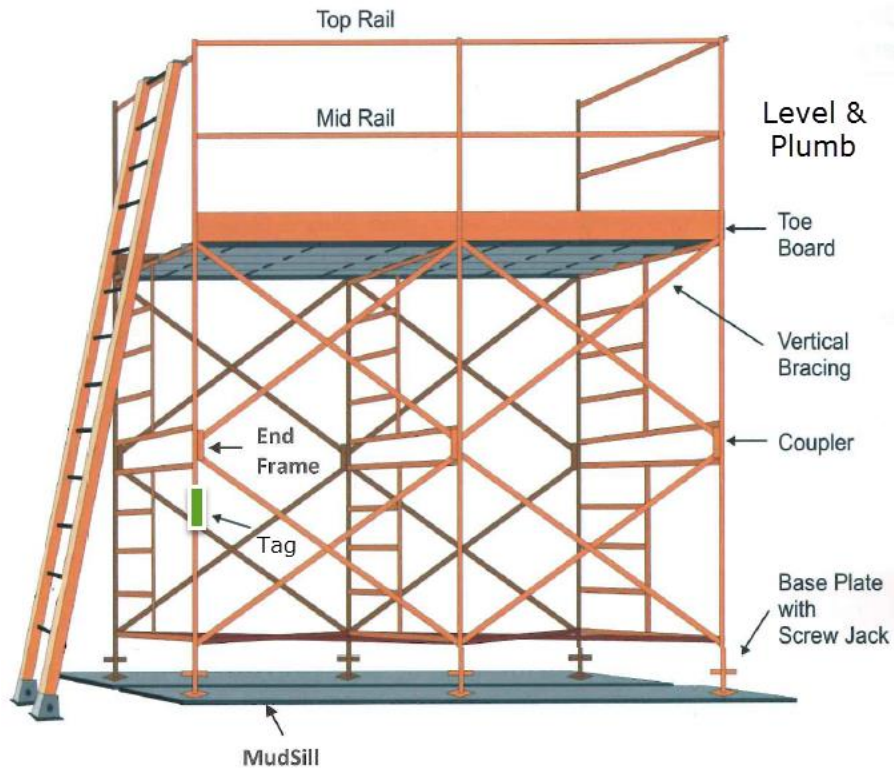 Top Rail
Mid Rail
Level &
Plumb
Toe
Board
Vertical
Bracing
End
Frame
Coupler
Tag
Base Plate
with
Screw Jack
MudSill